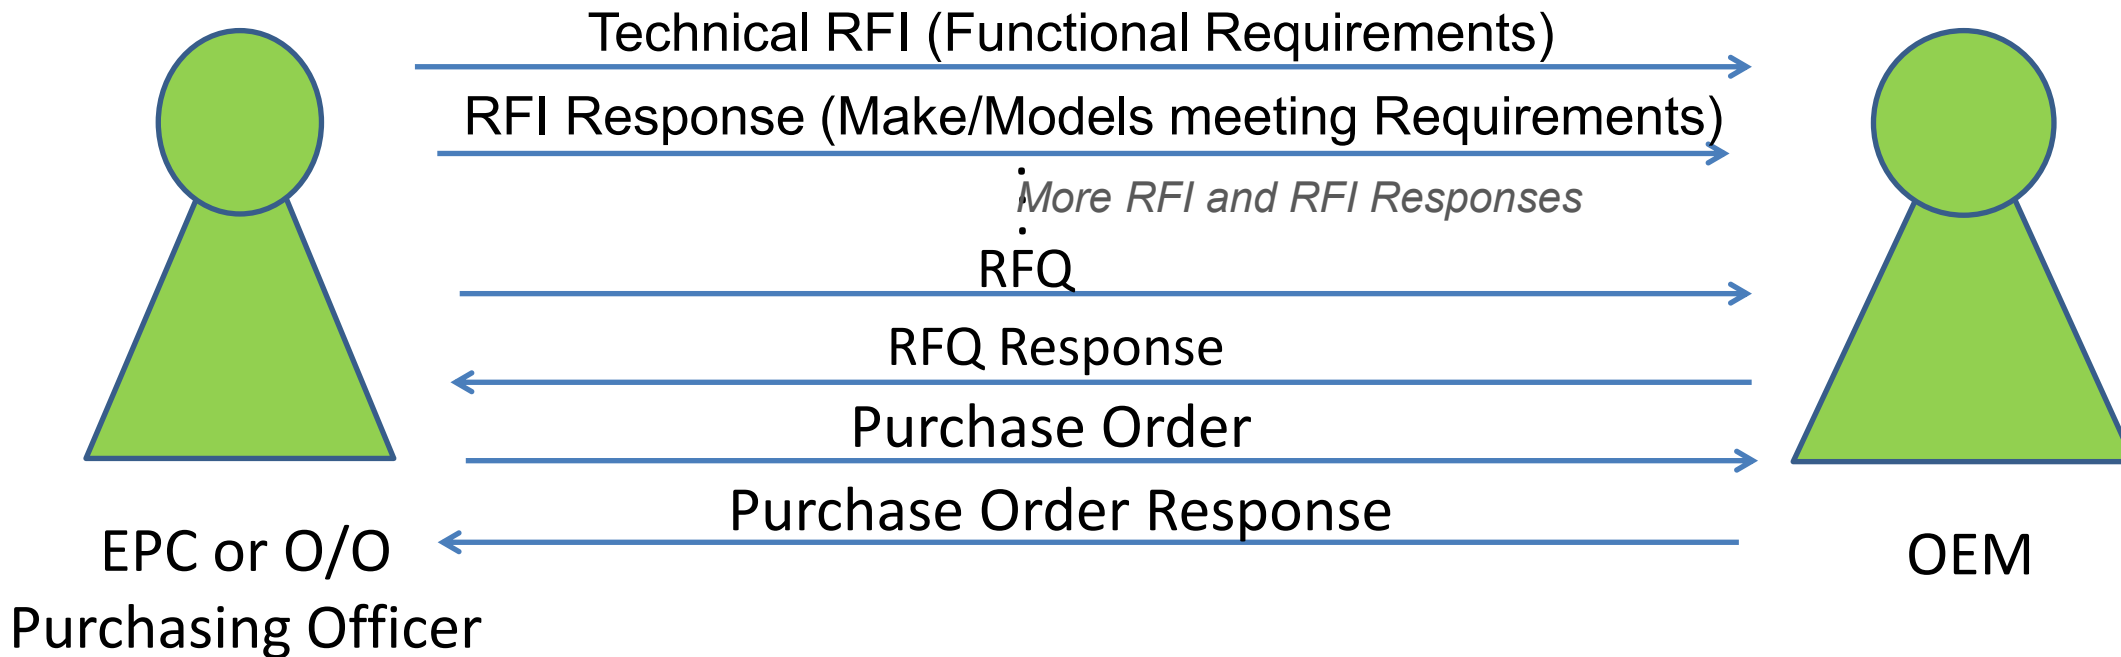 Technical RFI (Functional Requirements)
RFI Response (Make/Models meeting Requirements)
More RFI and RFI Responses
RFQ
RFQ Response
Purchase Order
Purchase Order Response
EPC or O/O
Purchasing Officer
OEM